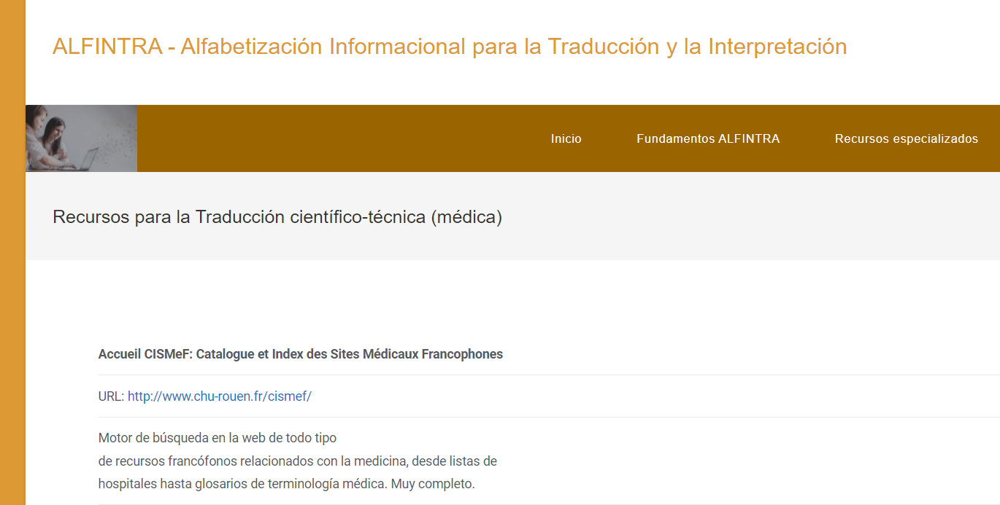 ALFINTRA - Alfabetización Informacional para la Traducción y la Interpretación
Inicio
Fundamentos ALFINTRA
Recursos especializados
Recursos para la Traducción científico-técnica (médica)
Accueil CISMeF: Catalogue et Index des Sites Médicaux Francophones
URL: http://www.chu-rouen.fr/cismef/
Motor de búsqueda en la web de todo tipo
de recursos francófonos relacionados con la medicina, desde listas de
hospitales hasta glosarios de terminología médica. Muy completo.